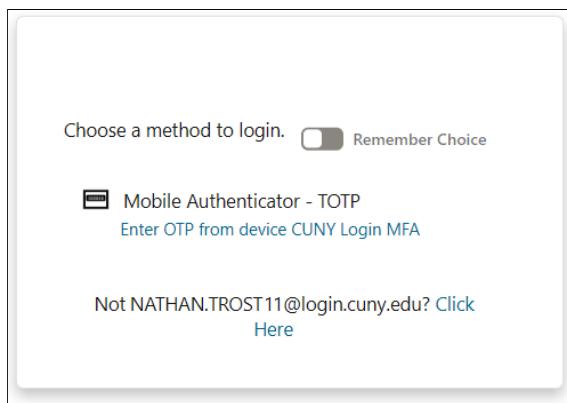 Choose a method to login. Remember Choice
Mobile Authenticator - TOTP
Enter OTP from device CUNY Login MFA
Not NATHAN.TROST11@login.cuny.edu? Click
Here